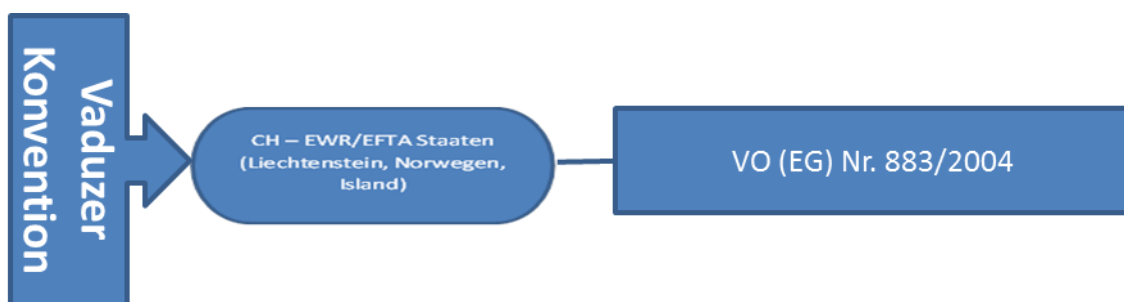 Vaduzer
Konvention
CH – EWR/EFTA Staaten
(Liechtenstein, Norwegen,
Island)
VO (EG) Nr. 883/2004